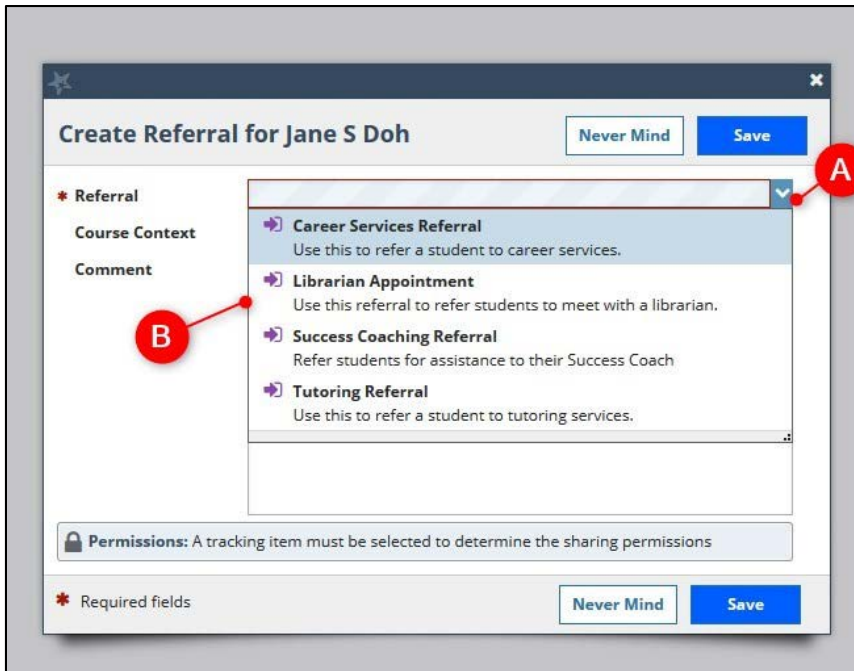 Create Referral for Jane S Doh
Never Mind
Save
A
* Referral
Course Context
Comment
Career Services Referral
Use this to refer a student to career services.
Librarian Appointment
Use this referral to refer students to meet with a librarian.
B
Success Coaching Referral
Refer students for assistance to their Success Coach
Tutoring Referral
Use this to refer a student to tutoring services.
Permissions: A tracking item must be selected to determine the sharing permissions
* Required fields
Never Mind
Save